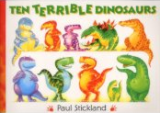 TEN TERRIBLE DINOSAURS
Paul Stickland